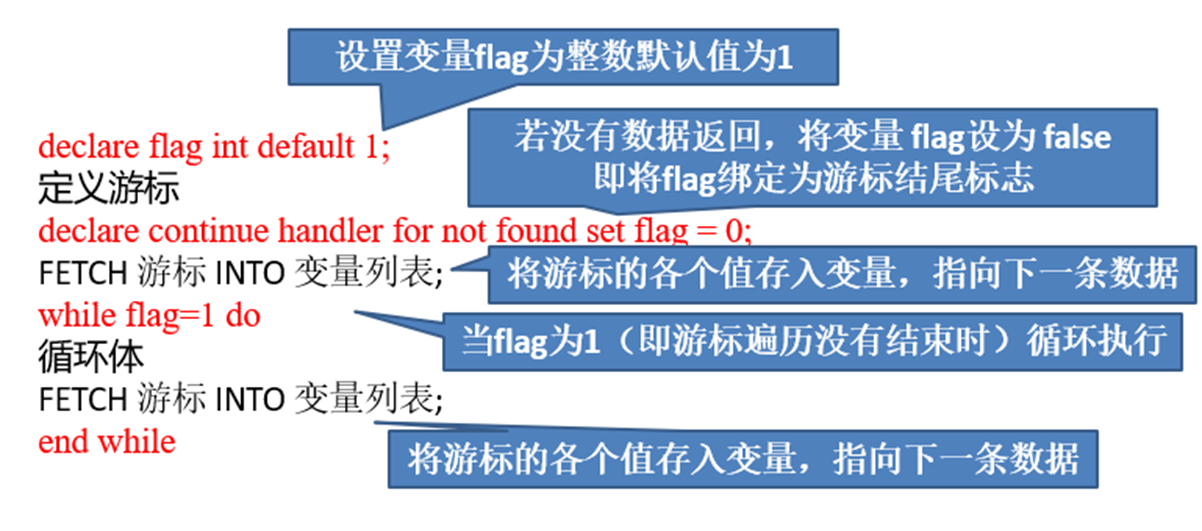 设置变量flag为整数默认值为1
declare flag int default 1;
若没有数据返回，将变量 flag设为 false
即将flag绑定为游标结尾标志
定义游标
declare continue handler for not found set flag = 0;
FETCH 游标 INTO 变量列表;
将游标的各个值存入变量，指向下一条数据
while flag=1 do
当flag为1（即游标遍历没有结束时）循环执行
循环体
FETCH 游标 INTO 变量列表;
end while
将游标的各个值存入变量，指向下一条数据